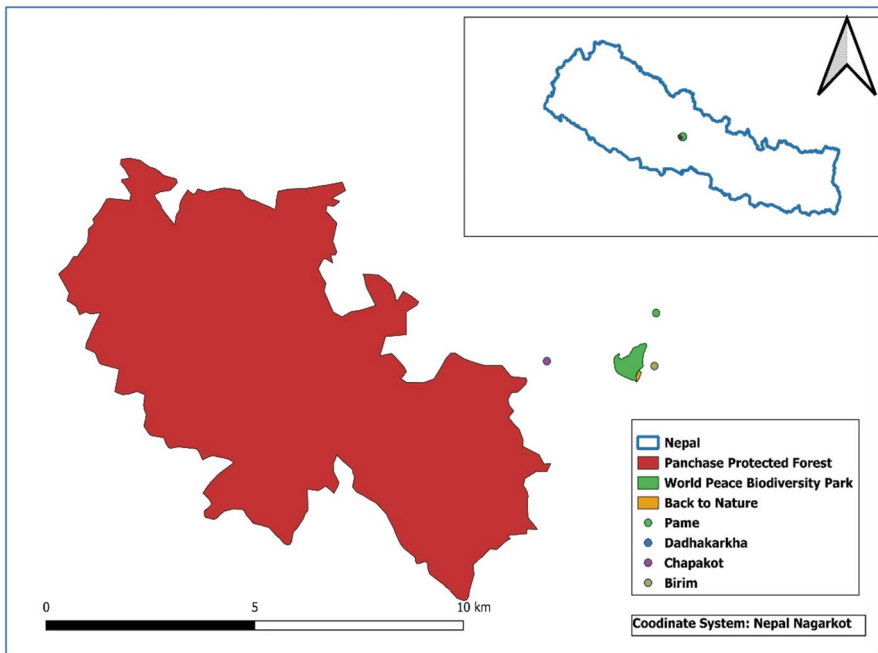 Nepal
Panchase Protected Forest
World Peace Biodiversity Park
Back to Nature
Pame
Dadhakarkha
Chapakot
Birim
0 5 10 km
Coodinate System: Nepal Nagarkot